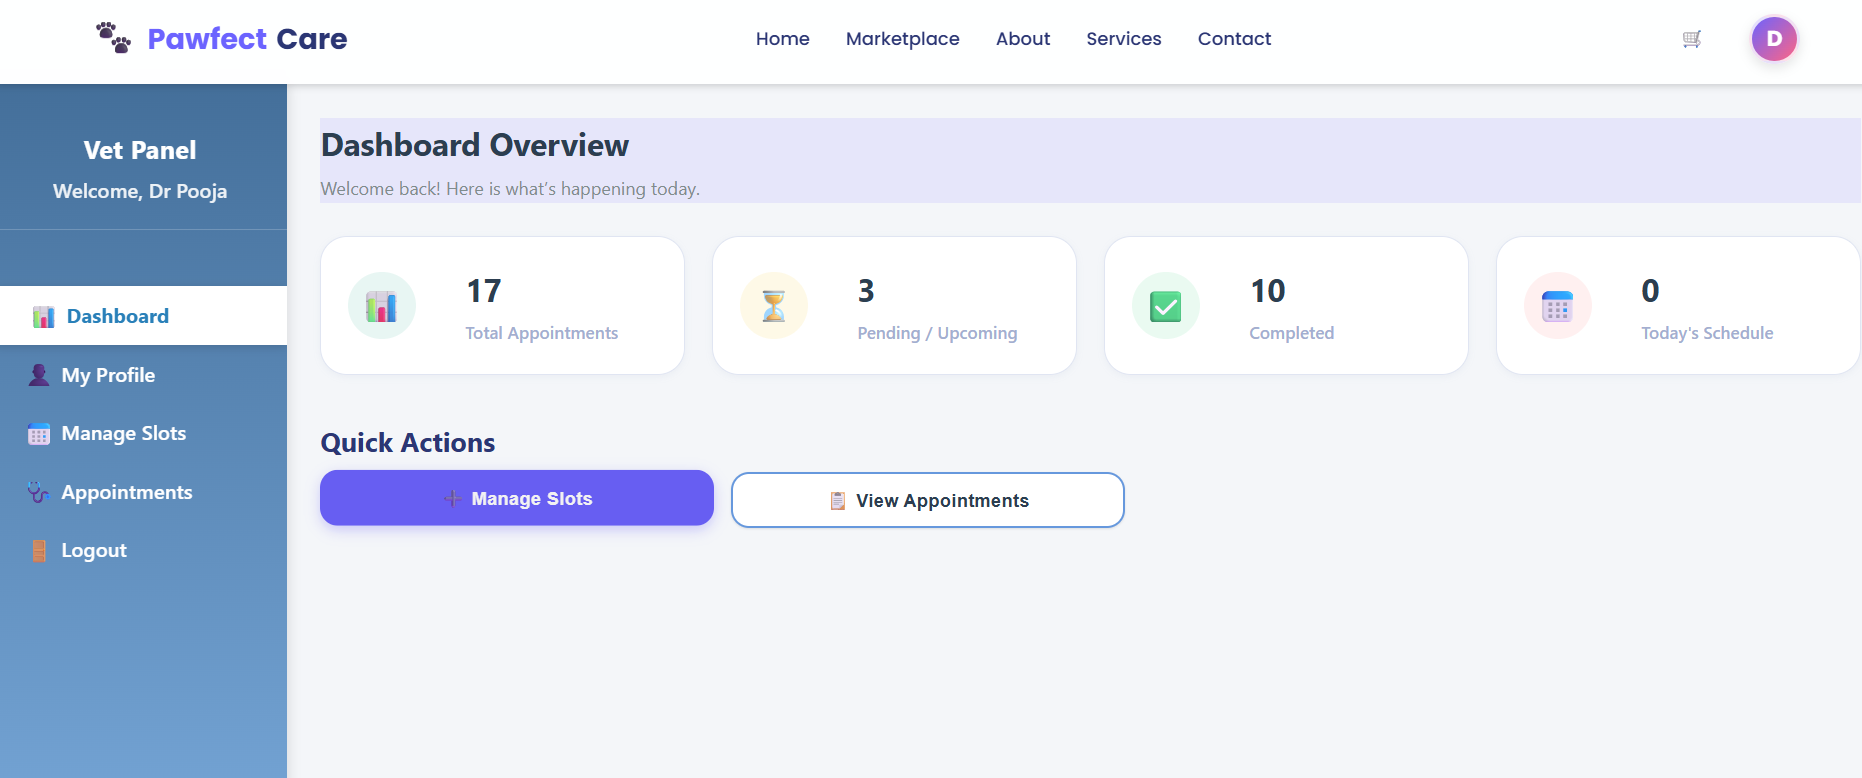 Pawfect Care
Home Marketplace About Services Contact
D
Vet Panel
Welcome, Dr Pooja
Dashboard
My Profile
Manage Slots
Appointments
Logout
Dashboard Overview
Welcome back! Here is what’s happening today.
17
Total Appointments
3
Pending / Upcoming
10
Completed
0
Today's Schedule
Quick Actions
➕ Manage Slots
View Appointments